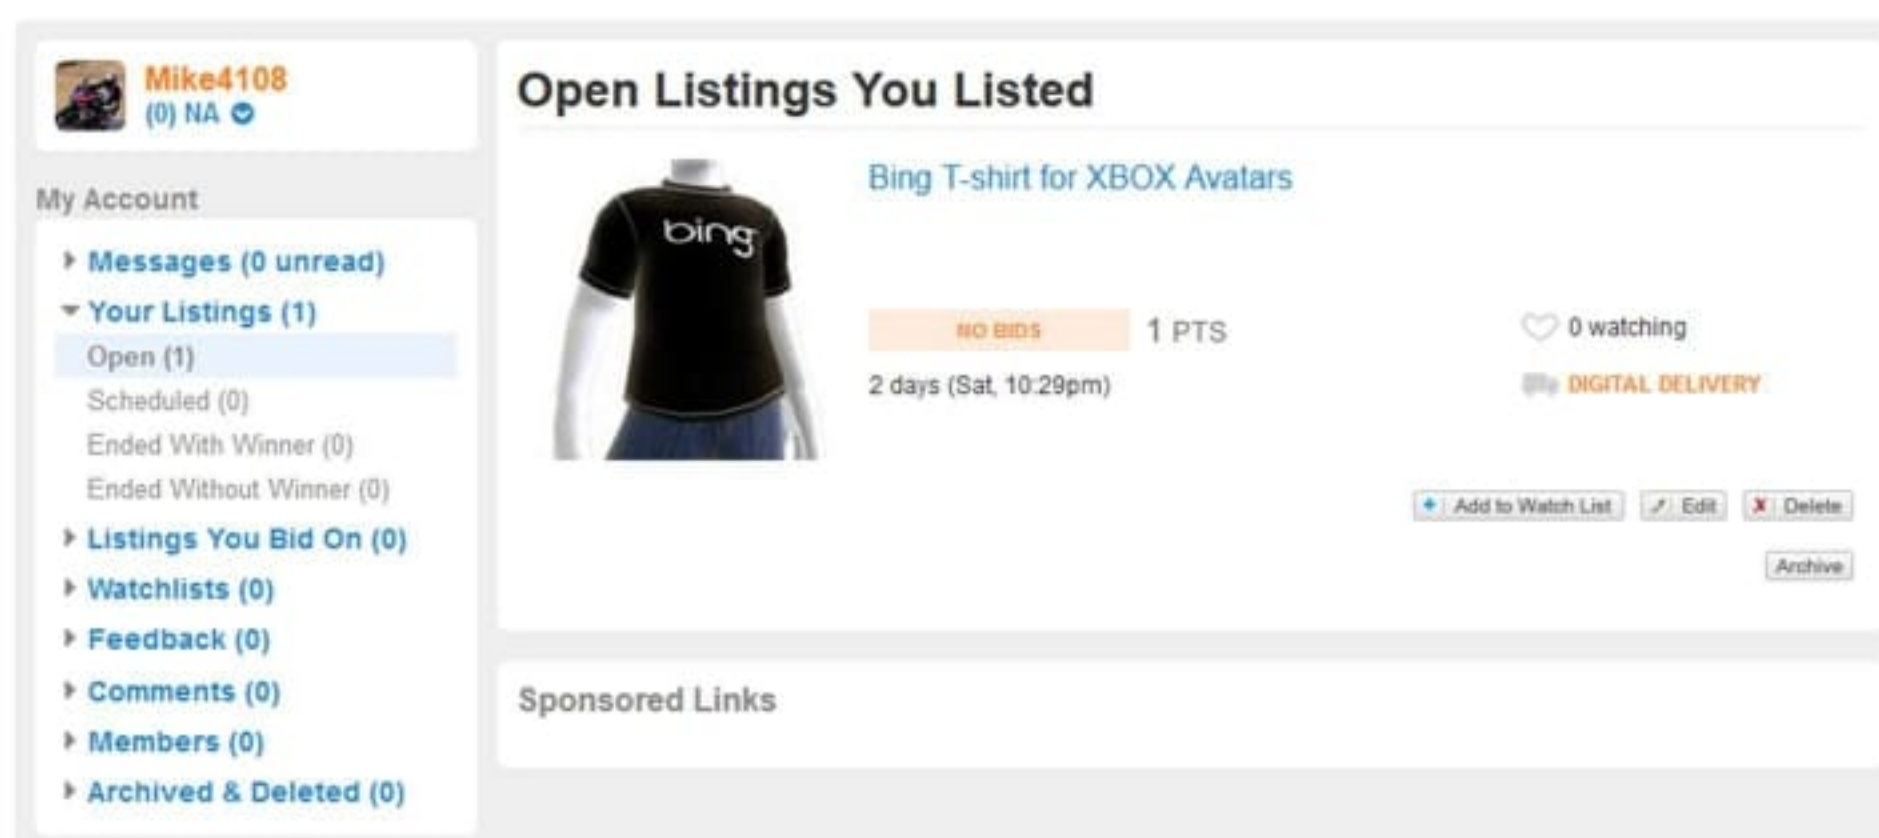 Mike4108
(0) NA
My Account
Messages (0 unread)
Your Listings (1)
Open (1)
Scheduled (0)
Ended With Winner (0)
Ended Without Winner (0)
Listings You Bid On (0)
Watchlists (0)
Feedback (0)
Comments (0)
Members (0)
Archived & Deleted (0)
Open Listings You Listed
bing
Bing T-shirt for XBOX Avatars
NO BIDS 1 PTS
0 watching
2 days (Sat, 10:29pm)
DIGITAL DELIVERY
Add to Watch List Edit X Delete
Archive
Sponsored Links